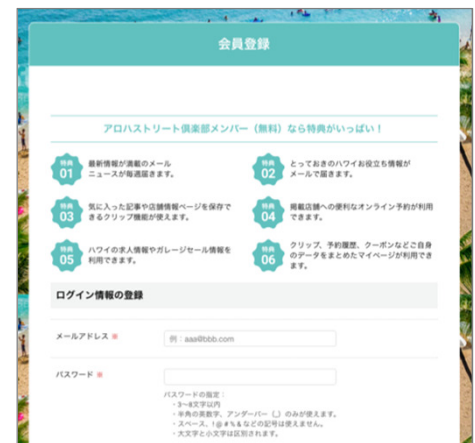 会員登録
アロハストリート倶楽部メンバー（無料）なら特典がいっぱい！
特典
01
最新情報が満載のメール
ニュースが毎週届きます。
特典
02
とっておきのハワイお役立ち情報が
メールで届きます。
特典
03
気に入った記事や店舗情報ページを保存で
きるクリップ機能が使えます。
特典
04
掲載店舗への便利なオンライン予約が利用
できます。
特典
05
ハワイの求人情報やガレージセール情報を
利用できます。
特典
06
クリップ、予約履歴、クーポンなどご自身
のデータをまとめたマイページが利用でき
ます。
ログイン情報の登録
メールアドレス ※
例：aaa@bbb.com
パスワード ※
パスワードの指定：
・3〜8文字以内
・半角の英数字、アンダーバー（_）のみが使えます。
・スペース、!@#%&などの記号は使えません。
・大文字と小文字は区別されます。